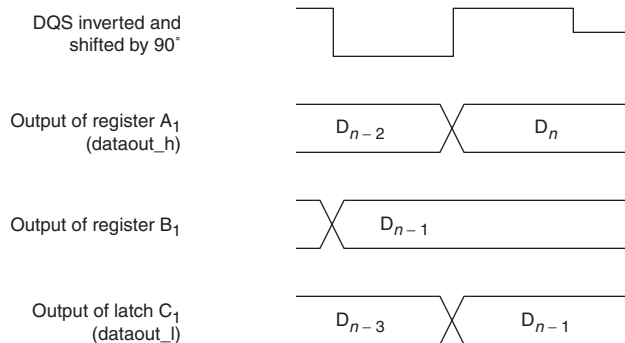 DQS inverted and
shifted by 90˚
Output of register A1
(dataout_h)
Dn − 2
Dn
Output of register B1
Dn − 1
Output of latch C1
(dataout_l)
Dn − 3
Dn − 1